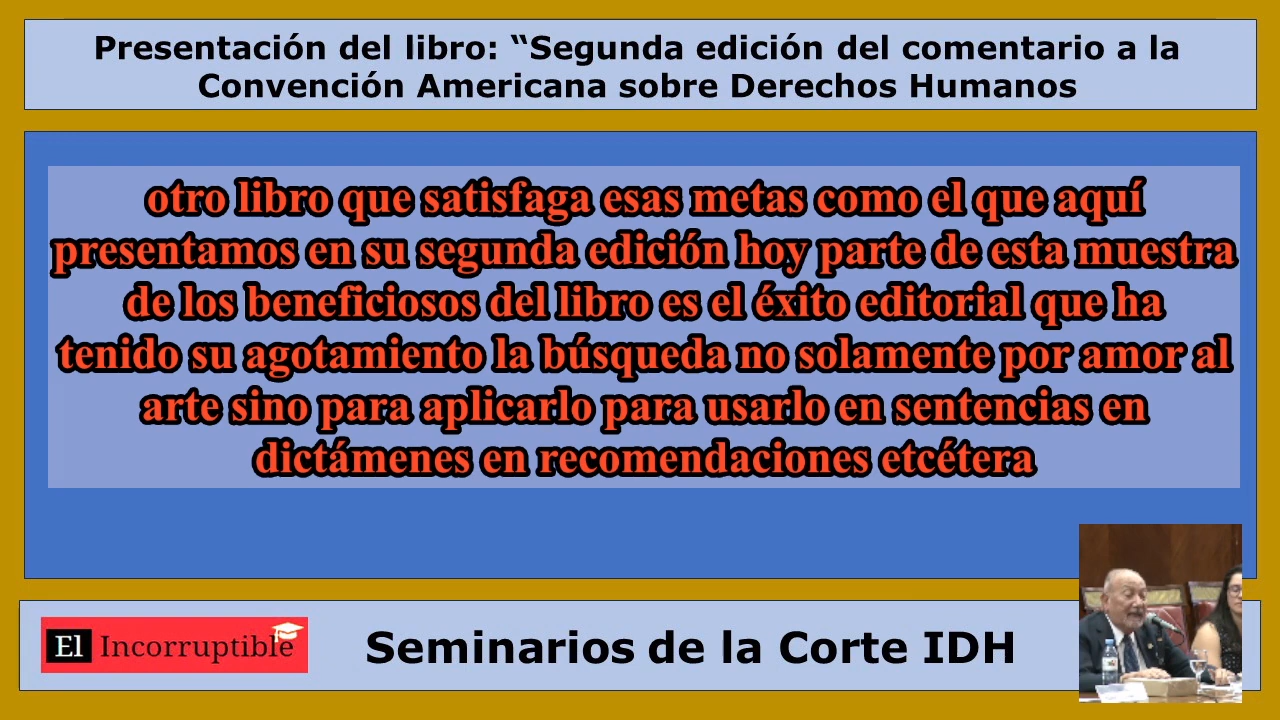 Presentación del libro: “Segunda edición del comentario a la
Convención Americana sobre Derechos Humanos
otro libro que satisfaga esas metas como el que aquí
presentamos en su segunda edición hoy parte de esta muestra
de los beneficiosos del libro es el éxito editorial que ha
tenido su agotamiento la búsqueda no solamente por amor al
arte sino para aplicarlo para usarlo en sentencias en
dictámenes en recomendaciones etcétera
El Incorruptible
Seminarios de la Corte IDH